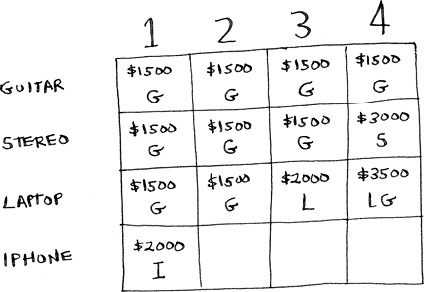 1 2 3 4
GUITAR $1500 $1500 $1500 $1500
G G G G
STEREO $1500 $1500 $1500 $3000
G G G S
LAPTOP $1500 $1500 $2000 $3500
G G L LG
IPHONE $2000
I